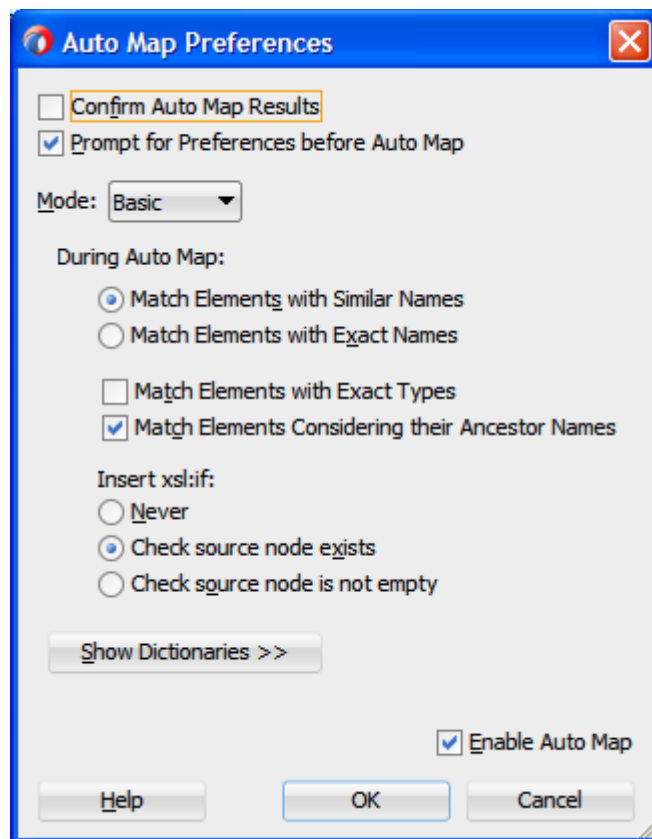 Auto Map Preferences
Confirm Auto Map Results
Prompt for Preferences before Auto Map
Mode: Basic
During Auto Map:
Match Elements with Similar Names
Match Elements with Exact Names
Match Elements with Exact Types
Match Elements Considering their Ancestor Names
Insert xsl:if:
Never
Check source node exists
Check source node is not empty
Show Dictionaries >>
Enable Auto Map
Help OK Cancel